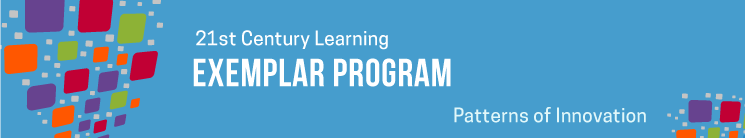 21st Century Learning
EXEMPLAR PROGRAM
Patterns of Innovation